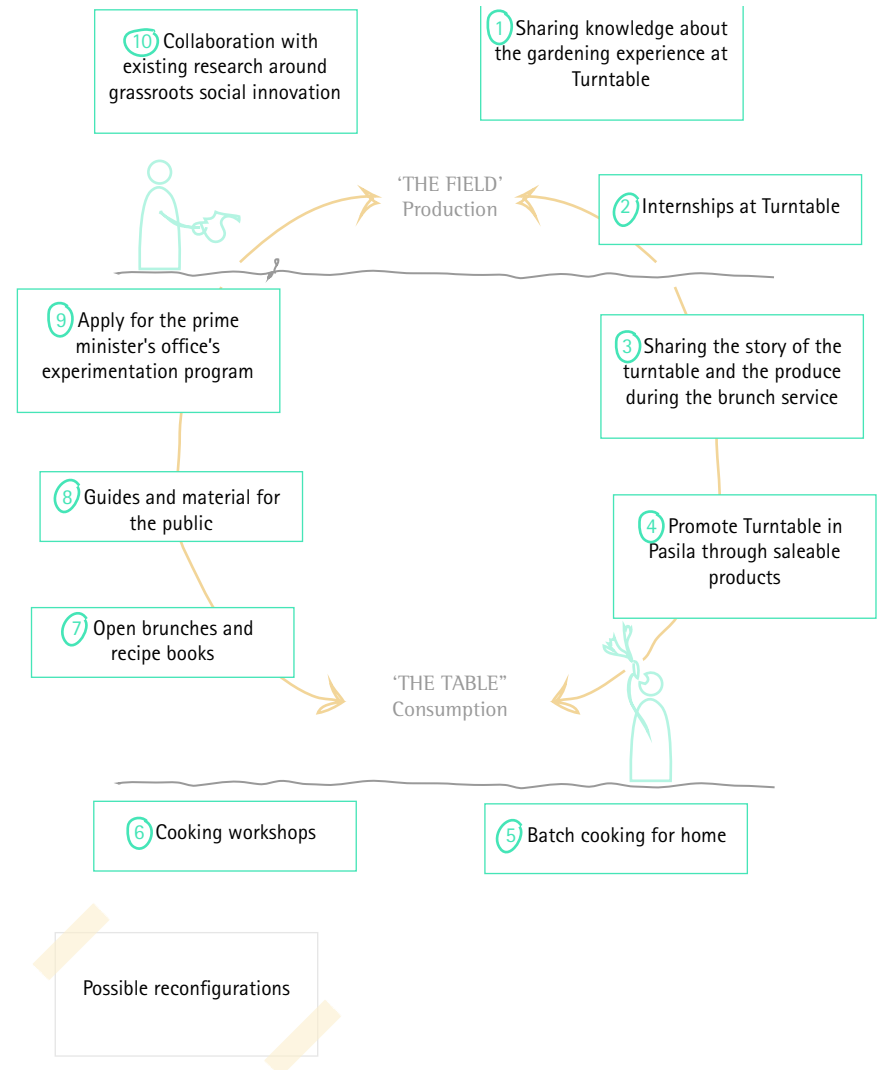 10 Collaboration with
existing research around
grassroots social innovation
1 Sharing knowledge about
the gardening experience at
Turntable
‘THE FIELD’
Production
2 Internships at Turntable
9 Apply for the prime
minister's office's
experimentation program
3 Sharing the story of the
turntable and the produce
during the brunch service
8 Guides and material for
the public
4 Promote Turntable in
Pasila through saleable
products
7 Open brunches and
recipe books
‘THE TABLE”
Consumption
6 Cooking workshops
5 Batch cooking for home
Possible reconfigurations